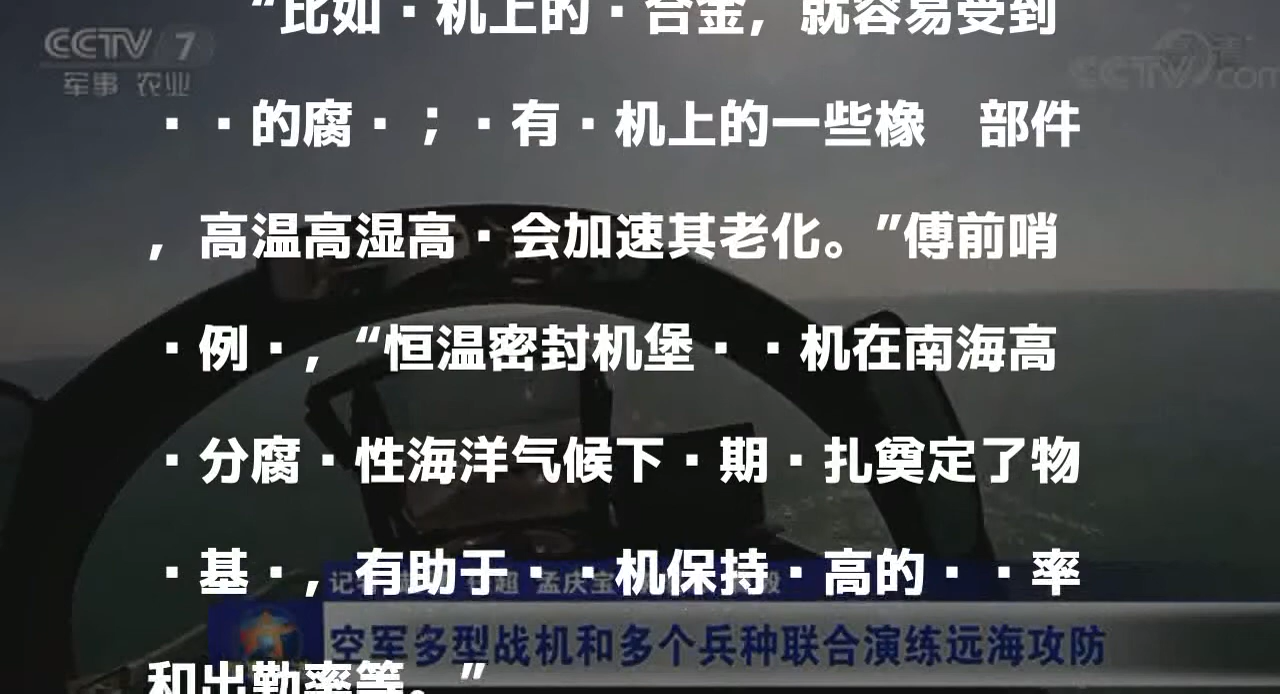 “比如·机上的·合金，就容易受到
CCTV 7
军事 农业
CCTV.com
··的腐·；·有·机上的一些橡 部件
，高温高湿高·会加速其老化。”傅前哨
·例·，“恒温密封机堡··机在南海高
·分腐·性海洋气候下·期·扎奠定了物
·基·，有助于··机保持·高的··率
孟庆宝
空军多型战机和多个兵种联合演练远海攻防
和出勤率等。”